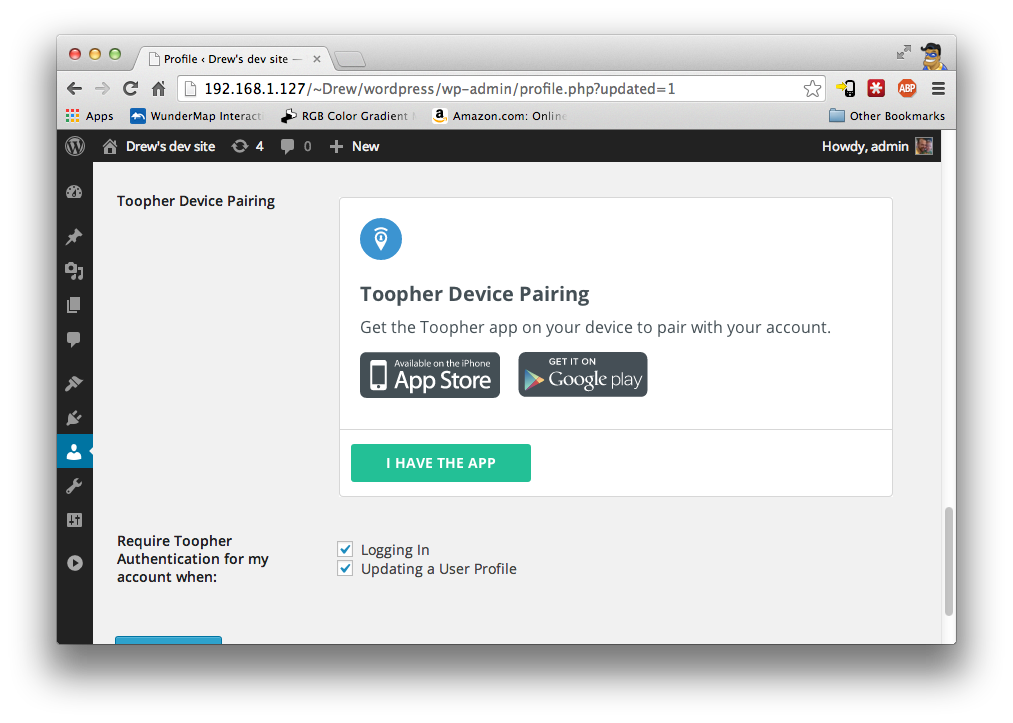 Profile ‹ Drew's dev site —
192.168.1.127/~Drew/wordpress/wp-admin/profile.php?updated=1
ABP
Apps
WunderMap Interacti
RGB Color Gradient
a
Amazon.com: Online
Other Bookmarks
Drew's dev site
4
0
New
Howdy, admin
Toopher Device Pairing
Toopher Device Pairing
Get the Toopher app on your device to pair with your account.
Available on the iPhone
App Store
GET IT ON
Google play
I HAVE THE APP
Require Toopher
Authentication for my
account when:
Logging In
Updating a User Profile